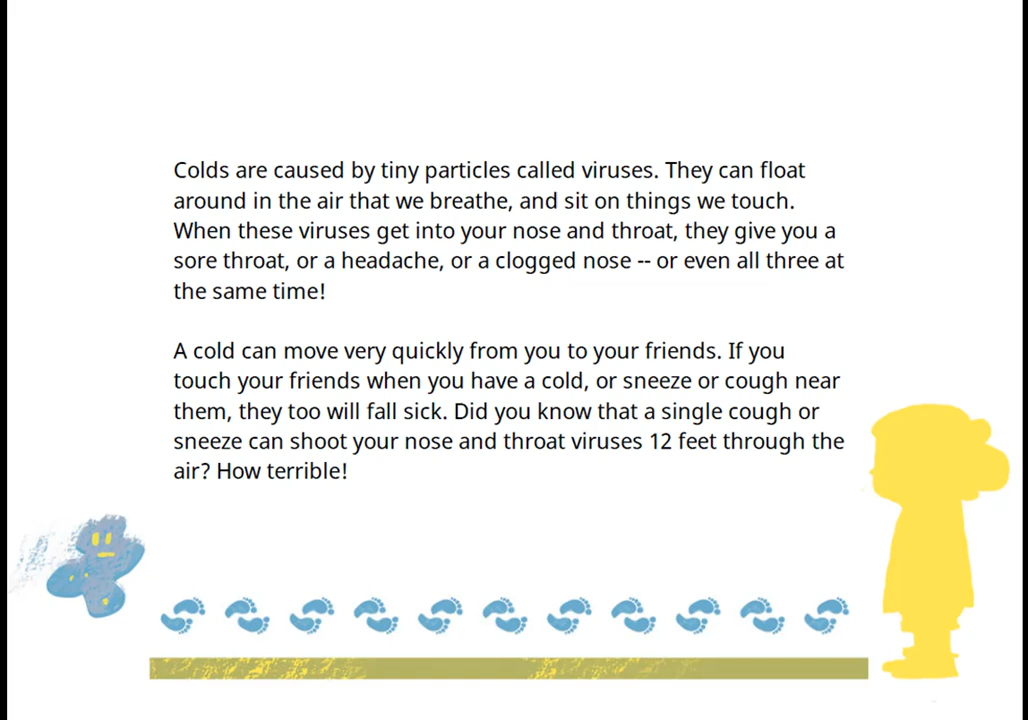 Colds are caused by tiny particles called viruses. They can float
around in the air that we breathe, and sit on things we touch.
When these viruses get into your nose and throat, they give you a
sore throat, or a headache, or a clogged nose -- or even all three at
the same time!
A cold can move very quickly from you to your friends. If you
touch your friends when you have a cold, or sneeze or cough near
them, they too will fall sick. Did you know that a single cough or
sneeze can shoot your nose and throat viruses 12 feet through the
air? How terrible!